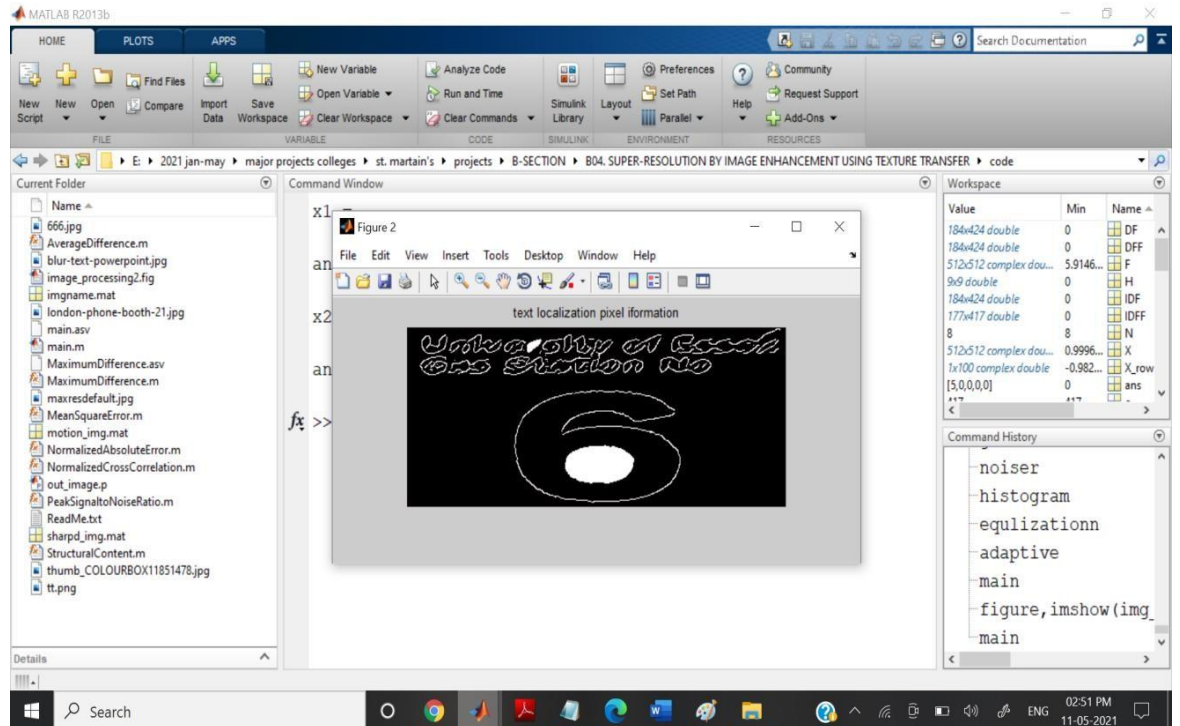 MATLAB R2013b
HOME PLOTS APPS Search Documentation
New Script New Open Find Files Compare Import Data Save Workspace New Variable Open Variable Clear Workspace Analyze Code Run and Time Clear Commands Simulink Library Layout Preferences Set Path Parallel Help Community Request Support Add-Ons
FILE VARIABLE CODE SIMULINK ENVIRONMENT RESOURCES
E: 2021 jan-may major projects colleges st. martain's projects B-SECTION B04. SUPER-RESOLUTION BY IMAGE ENHANCEMENT USING TEXTURE TRANSFER code
Current Folder
Name
666.jpg
AverageDifference.m
blur-text-powerpoint.jpg
image_processing2.fig
imgname.mat
london-phone-booth-21.jpg
main.asv
main.m
MaximumDifference.asv
MaximumDifference.m
maxresdefault.jpg
MeanSquareError.m
motion_img.mat
NormalizedAbsoluteError.m
NormalizedCrossCorrelation.m
out_image.p
PeakSignaltoNoiseRatio.m
ReadMe.txt
sharpd_img.mat
StructuralContent.m
thumb_COLOURBOX11851478.jpg
tt.png
Details
Command Window
x1 =
an
x2
an
fx >>
Figure 2
File Edit View Insert Tools Desktop Window Help
text localization pixel iformation
University of Essex
6
Workspace
Value Min Name
184x424 double 0 DF
184x424 double 0 DFF
512x512 complex dou... 5.9146... F
9x9 double 0 H
184x424 double 0 IDF
177x417 double 0 IDFF
8 8 N
512x512 complex dou... 0.9996... X
1x100 complex double -0.982... X_row
[5,0,0,0,0] 0 ans
Command History
noiser
histogram
equlizationn
adaptive
main
figure,imshow(img_
main
Search
ENG
02:51 PM
11-05-2021